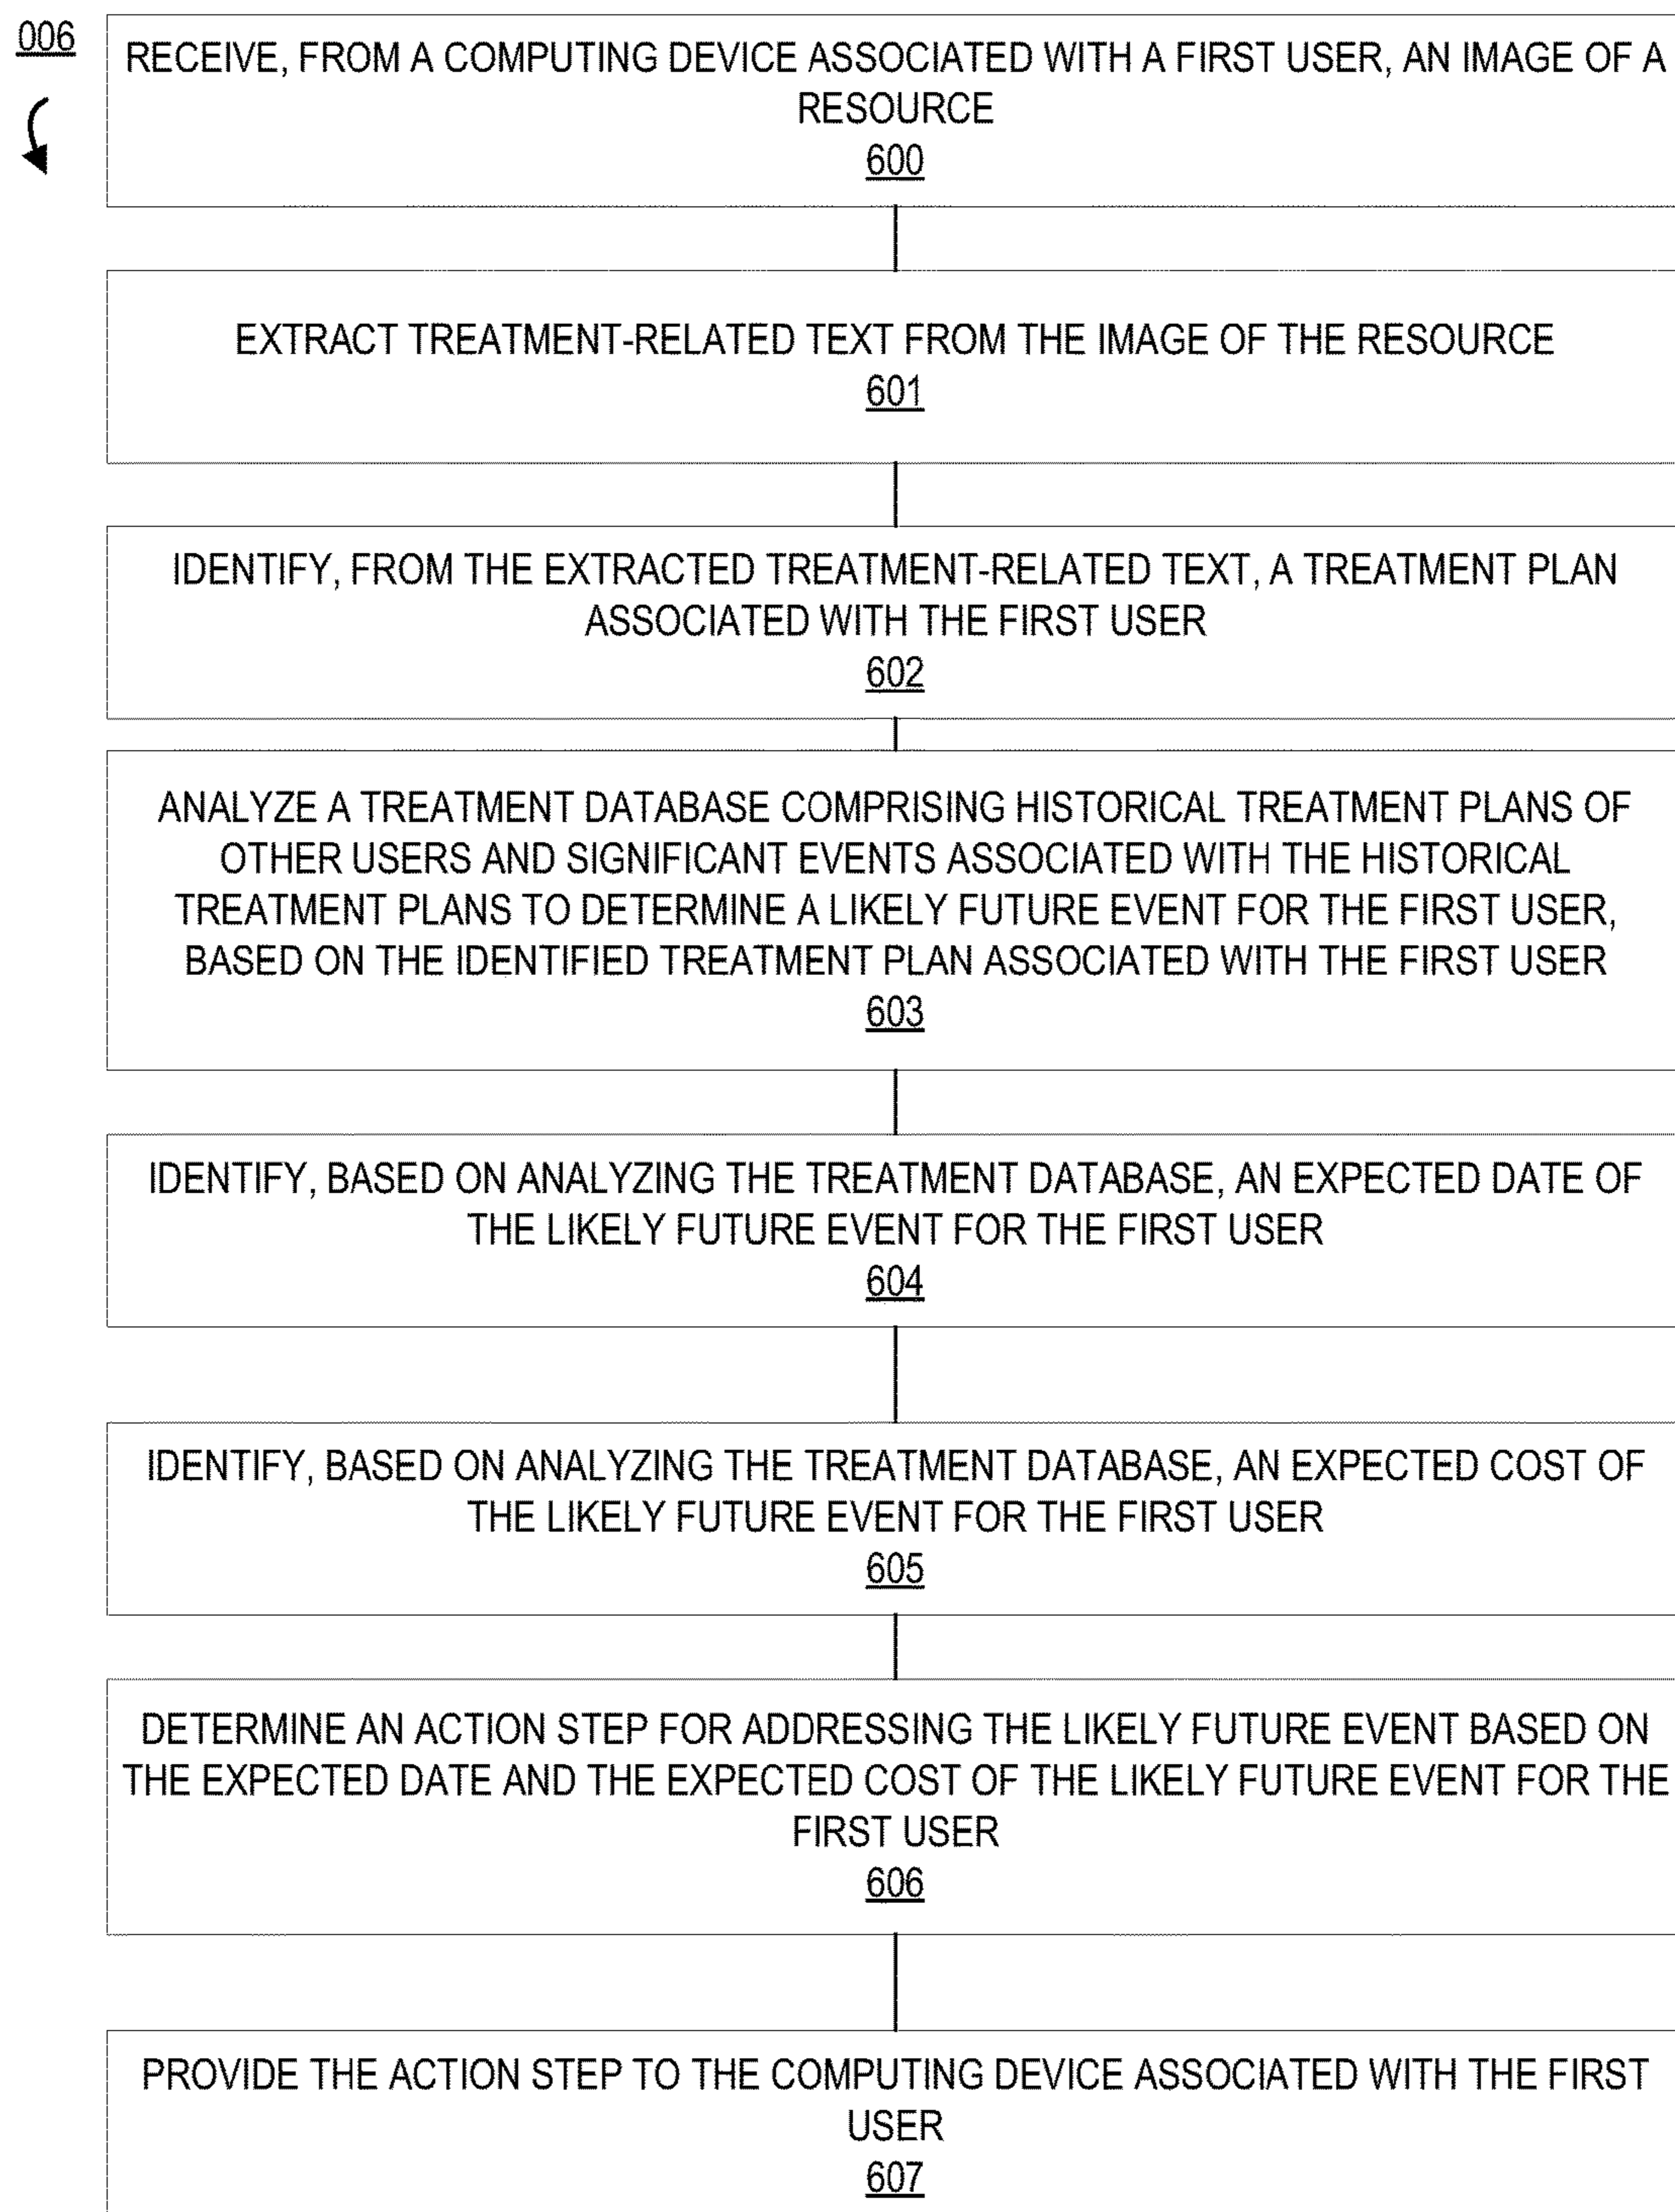 006
RECEIVE, FROM A COMPUTING DEVICE ASSOCIATED WITH A FIRST USER, AN IMAGE OF A
RESOURCE
600
EXTRACT TREATMENT-RELATED TEXT FROM THE IMAGE OF THE RESOURCE
601
IDENTIFY, FROM THE EXTRACTED TREATMENT-RELATED TEXT, A TREATMENT PLAN
ASSOCIATED WITH THE FIRST USER
602
ANALYZE A TREATMENT DATABASE COMPRISING HISTORICAL TREATMENT PLANS OF
OTHER USERS AND SIGNIFICANT EVENTS ASSOCIATED WITH THE HISTORICAL
TREATMENT PLANS TO DETERMINE A LIKELY FUTURE EVENT FOR THE FIRST USER,
BASED ON THE IDENTIFIED TREATMENT PLAN ASSOCIATED WITH THE FIRST USER
603
IDENTIFY, BASED ON ANALYZING THE TREATMENT DATABASE, AN EXPECTED DATE OF
THE LIKELY FUTURE EVENT FOR THE FIRST USER
604
IDENTIFY, BASED ON ANALYZING THE TREATMENT DATABASE, AN EXPECTED COST OF
THE LIKELY FUTURE EVENT FOR THE FIRST USER
605
DETERMINE AN ACTION STEP FOR ADDRESSING THE LIKELY FUTURE EVENT BASED ON
THE EXPECTED DATE AND THE EXPECTED COST OF THE LIKELY FUTURE EVENT FOR THE
FIRST USER
606
PROVIDE THE ACTION STEP TO THE COMPUTING DEVICE ASSOCIATED WITH THE FIRST
USER
607